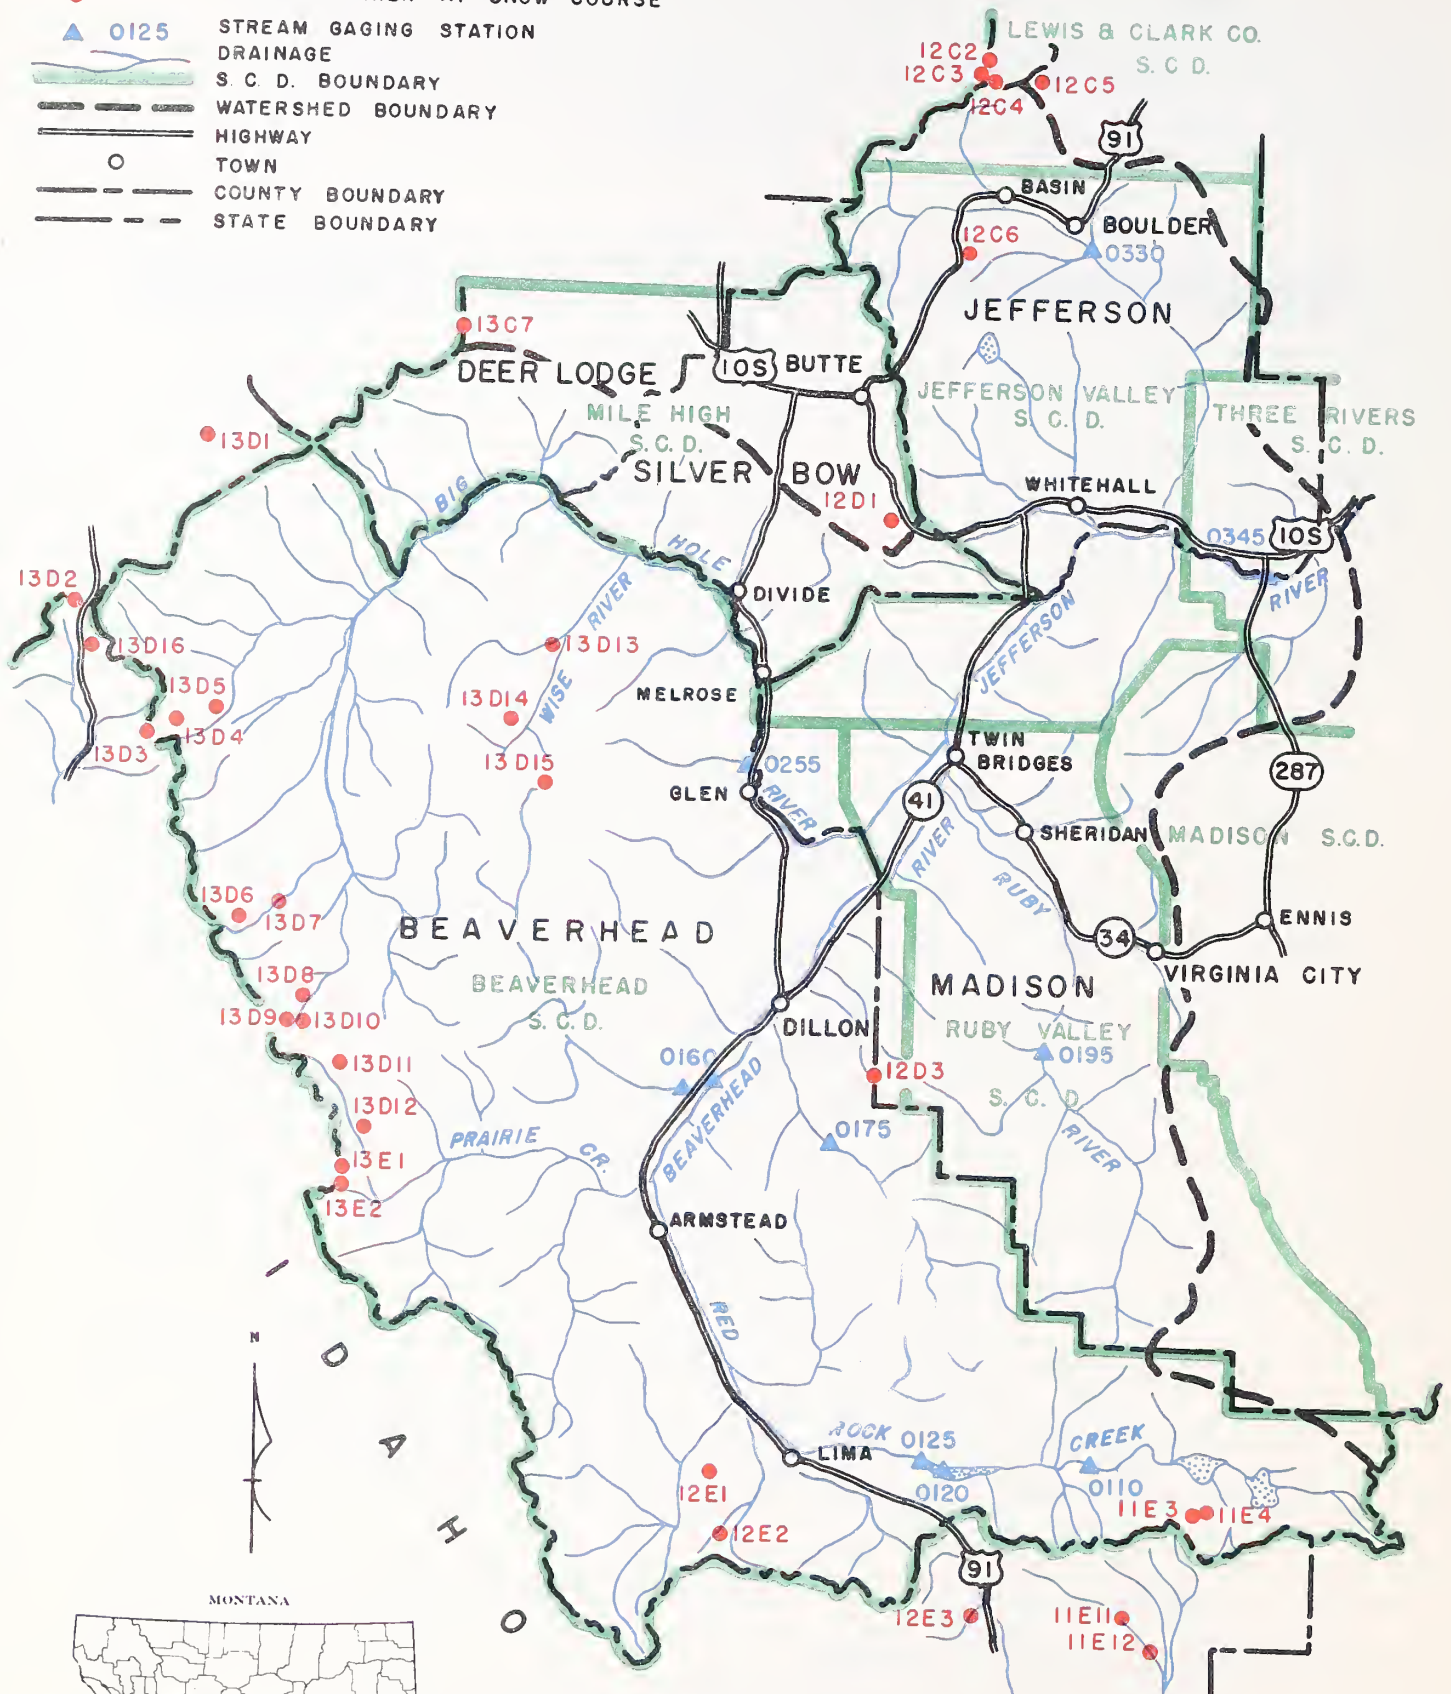 SNOW COURSE
0125 STREAM GAGING STATION
DRAINAGE
S. C. D. BOUNDARY
WATERSHED BOUNDARY
HIGHWAY
TOWN
COUNTY BOUNDARY
STATE BOUNDARY
LEWIS & CLARK CO.
S. C D.
12C2
12C3
12C4
12C5
91
BASIN
BOULDER
12C6
0330
JEFFERSON
13C7
DEER LODGE
10S
BUTTE
MILE HIGH
S. C. D.
JEFFERSON VALLEY
S. C. D.
THREE RIVERS
S. C. D.
13D1
SILVER BOW
BIG
12D1
WHITEHALL
0345
10S
HOLE
RIVER
13D2
RIVER
DIVIDE
JEFFERSON
13D16
13D13
13D5
13D14
WISE
MELROSE
13D3
13D4
13D15
TWIN
BRIDGES
0255
287
GLEN
RIVER
41
SHERIDAN
MADISON S.C.D.
RIVER
RUBY
13D6
13D7
BEAVERHEAD
34
ENNIS
VIRGINIA CITY
13D8
BEAVERHEAD
S. C. D.
MADISON
13D9
13D10
DILLON
RUBY VALLEY
0195
13D11
0160
12D3
S. C. D
BEAVERHEAD
13D12
PRAIRIE
CR.
0175
RIVER
13E1
13E2
ARMSTEAD
I D A H O
N
RED
ROCK
0125
CREEK
LIMA
12E1
0120
0110
11E3
11E4
12E2
91
12E3
11E11
11E12
MONTANA